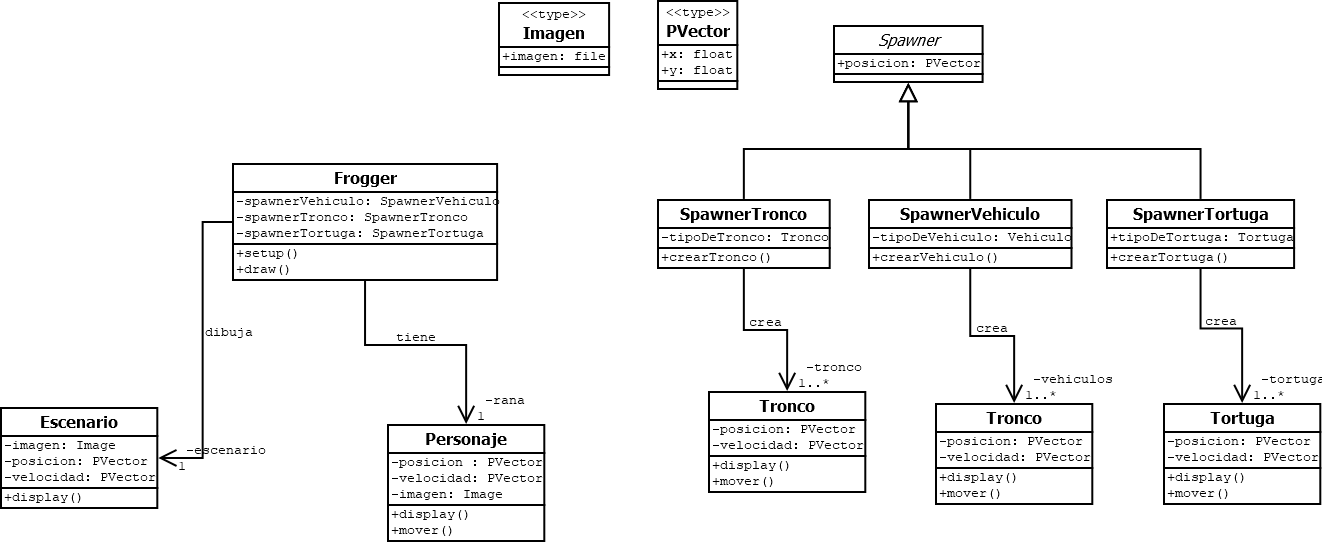 <<type>>
Imagen
+imagen: file
<<type>>
PVector
+x: float
+y: float
Spawner
+posicion: PVector
Frogger
-spawnerVehiculo: SpawnerVehiculo
-spawnerTronco: SpawnerTronco
-spawnerTortuga: SpawnerTortuga
+setup()
+draw()
SpawnerTronco
-tipoDeTronco: Tronco
+crearTronco()
SpawnerVehiculo
-tipoDeVehiculo: Vehiculo
+crearVehiculo()
SpawnerTortuga
+tipoDeTortuga: Tortuga
+crearTortuga()
dibuja
tiene
crea
crea
crea
-escenario
1
-rana
1
-tronco
1..*
-vehiculos
1..*
-tortuga
1..*
Escenario
-imagen: Image
-posicion: PVector
-velocidad: PVector
+display()
Personaje
-posicion : PVector
-velocidad: PVector
-imagen: Image
+display()
+mover()
Tronco
-posicion: PVector
-velocidad: PVector
+display()
+mover()
Tronco
-posicion: PVector
-velocidad: PVector
+display()
+mover()
Tortuga
-posicion: PVector
-velocidad: PVector
+display()
+mover()